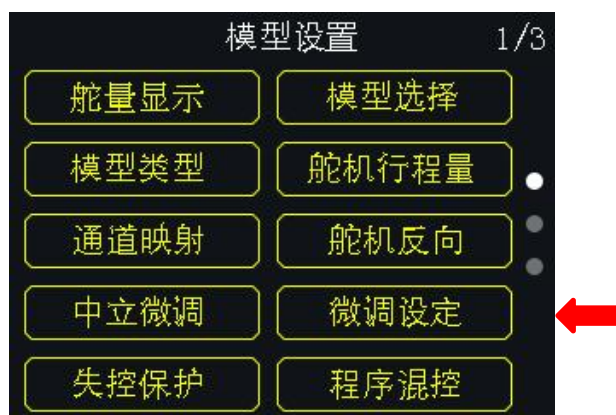 模型设置 1/3
舵量显示 模型选择
模型类型 舵机行程量
通道映射 舵机反向
中立微调 微调设定
失控保护 程序混控